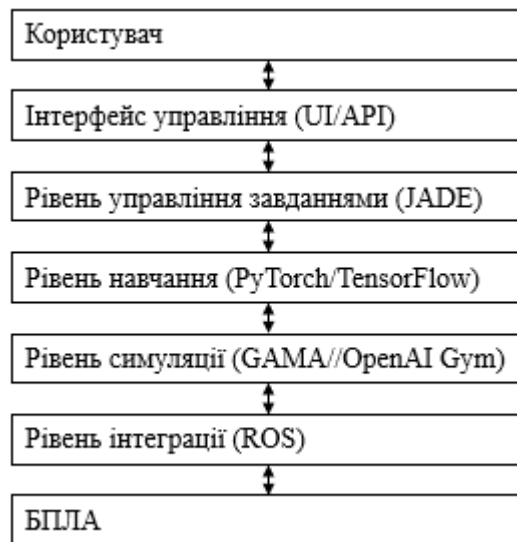 Користувач
Інтерфейс управління (UI/API)
Рівень управління завданнями (JADE)
Рівень навчання (PyTorch/TensorFlow)
Рівень симуляції (GAMA//OpenAI Gym)
Рівень інтеграції (ROS)
БПЛА